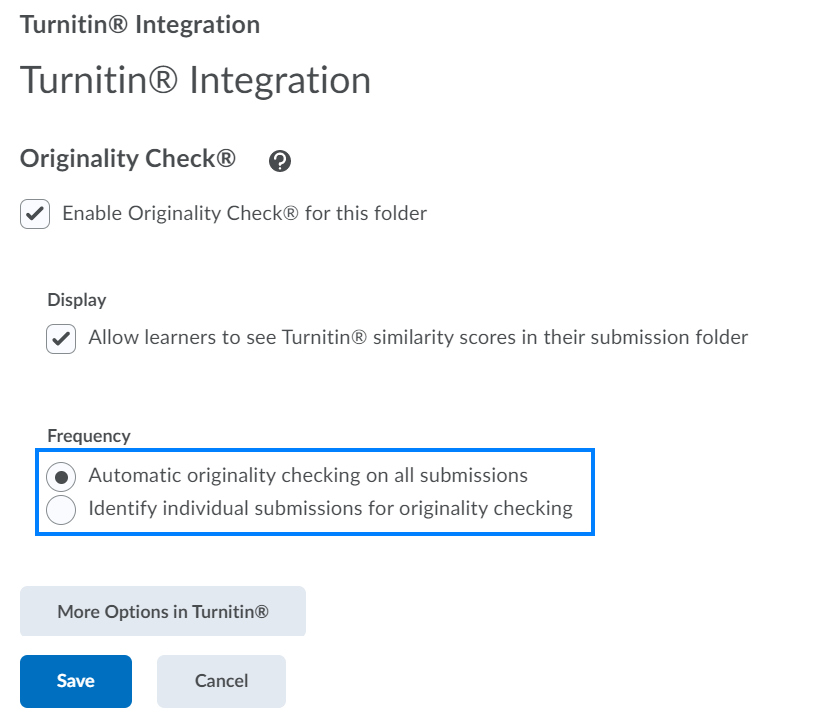 Turnitin® Integration
Turnitin® Integration
Originality Check®
Enable Originality Check® for this folder
Display
Allow learners to see Turnitin® similarity scores in their submission folder
Frequency
Automatic originality checking on all submissions
Identify individual submissions for originality checking
More Options in Turnitin®
Save Cancel